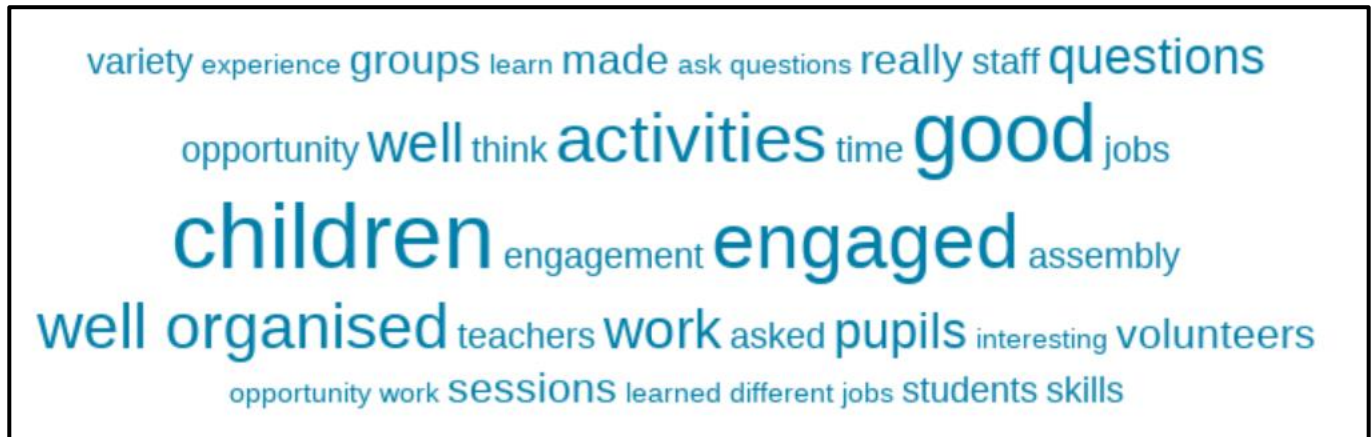 variety experience groups learn made ask questions really staff questions
opportunity well think activities time good jobs
children engagement engaged assembly
well organised teachers work asked pupils interesting volunteers
opportunity work sessions learned different jobs students skills